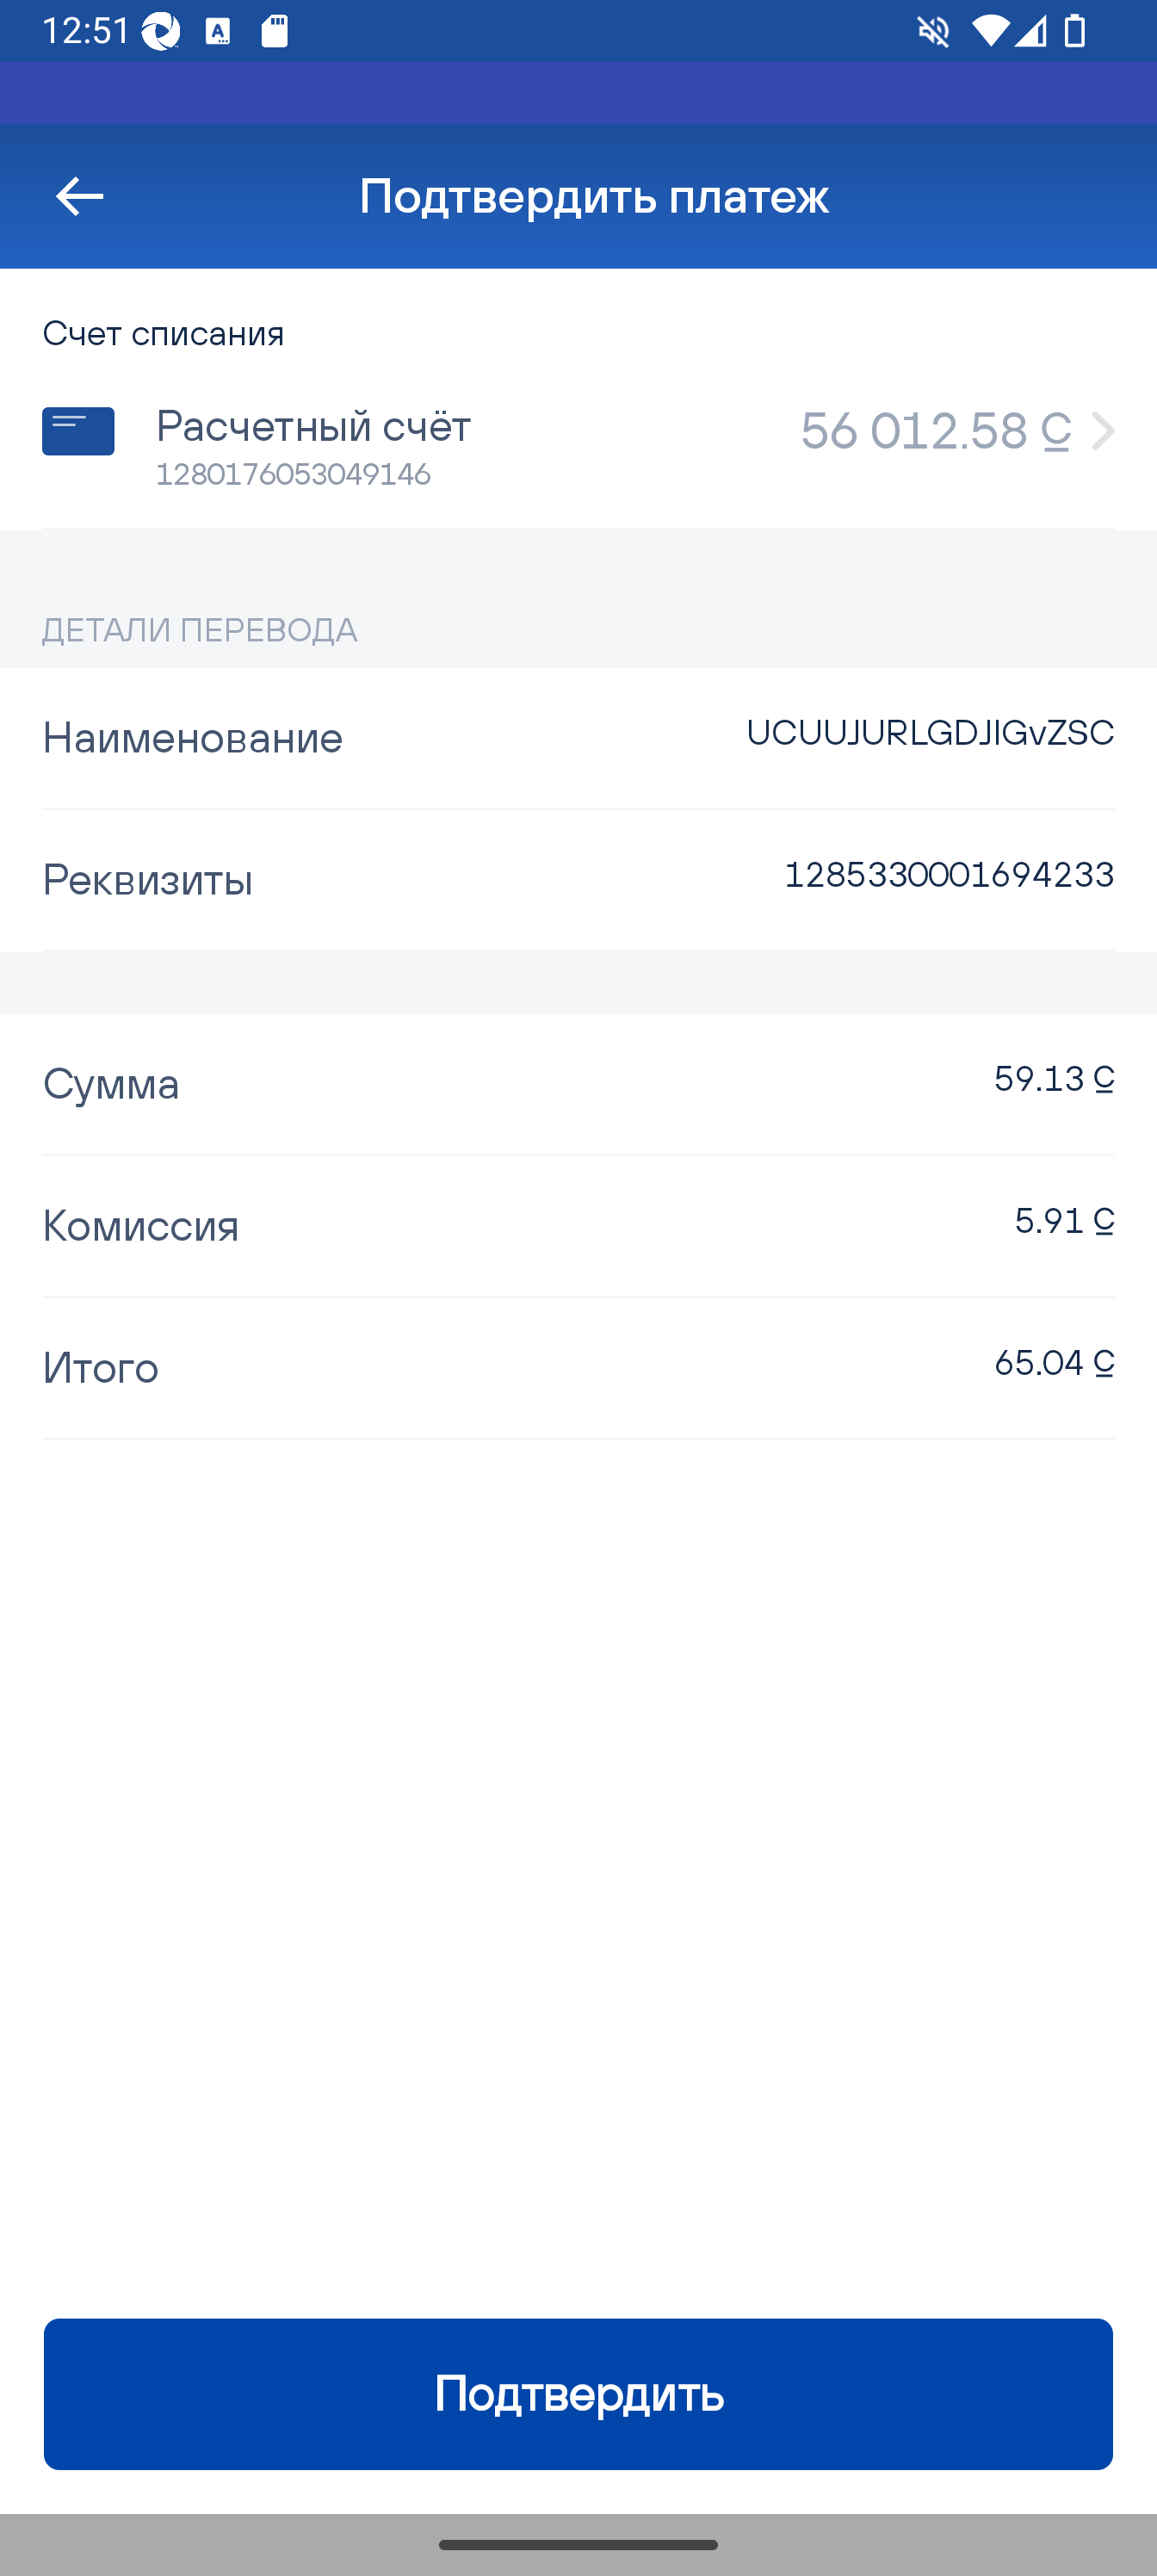 12:51
Подтвердить платеж
Счет списания
Расчетный счёт
56 012.58 ⃀
1280176053049146
ДЕТАЛИ ПЕРЕВОДА
Наименование
UCUUJURLGDJIGvZSC
Реквизиты
1285330001694233
Сумма
59.13 ⃀
Комиссия
5.91 ⃀
Итого
65.04 ⃀
Подтвердить